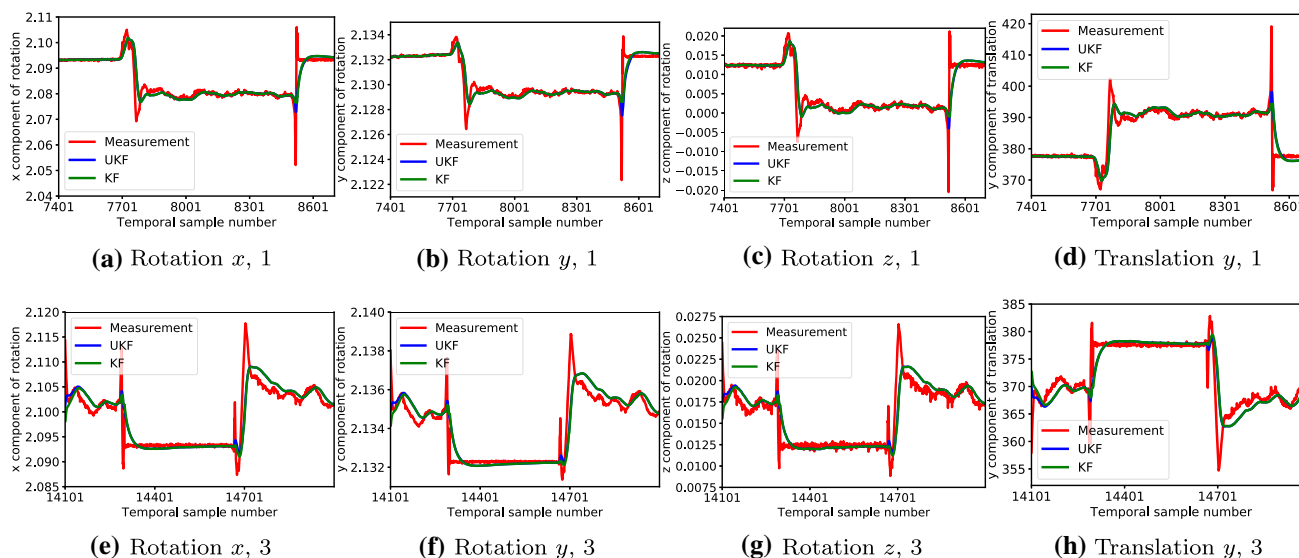 2.11
2.10
2.09
2.08
2.07
2.06
2.05
2.04
x component of rotation
Measurement
UKF
KF
7401 7701 8001 8301 8601
Temporal sample number
(a) Rotation x, 1
2.134
2.132
2.130
2.128
2.126
2.124
2.122
y component of rotation
Measurement
UKF
KF
7401 7701 8001 8301 8601
Temporal sample number
(b) Rotation y, 1
0.020
0.015
0.010
0.005
0.000
−0.005
−0.010
−0.015
−0.020
z component of rotation
Measurement
UKF
KF
7401 7701 8001 8301 8601
Temporal sample number
(c) Rotation z, 1
420
410
400
390
380
370
y component of translation
Measurement
UKF
KF
7401 7701 8001 8301 8601
Temporal sample number
(d) Translation y, 1
2.120
2.115
2.110
2.105
2.100
2.095
2.090
2.085
x component of rotation
Measurement
UKF
KF
14101 14401 14701
Temporal sample number
(e) Rotation x, 3
2.140
2.138
2.136
2.134
2.132
y component of rotation
Measurement
UKF
KF
14101 14401 14701
Temporal sample number
(f) Rotation y, 3
0.0275
0.0250
0.0225
0.0200
0.0175
0.0150
0.0125
0.0100
0.0075
z component of rotation
Measurement
UKF
KF
14101 14401 14701
Temporal sample number
(g) Rotation z, 3
385
380
375
370
365
360
355
y component of translation
Measurement
UKF
KF
14101 14401 14701
Temporal sample number
(h) Translation y, 3